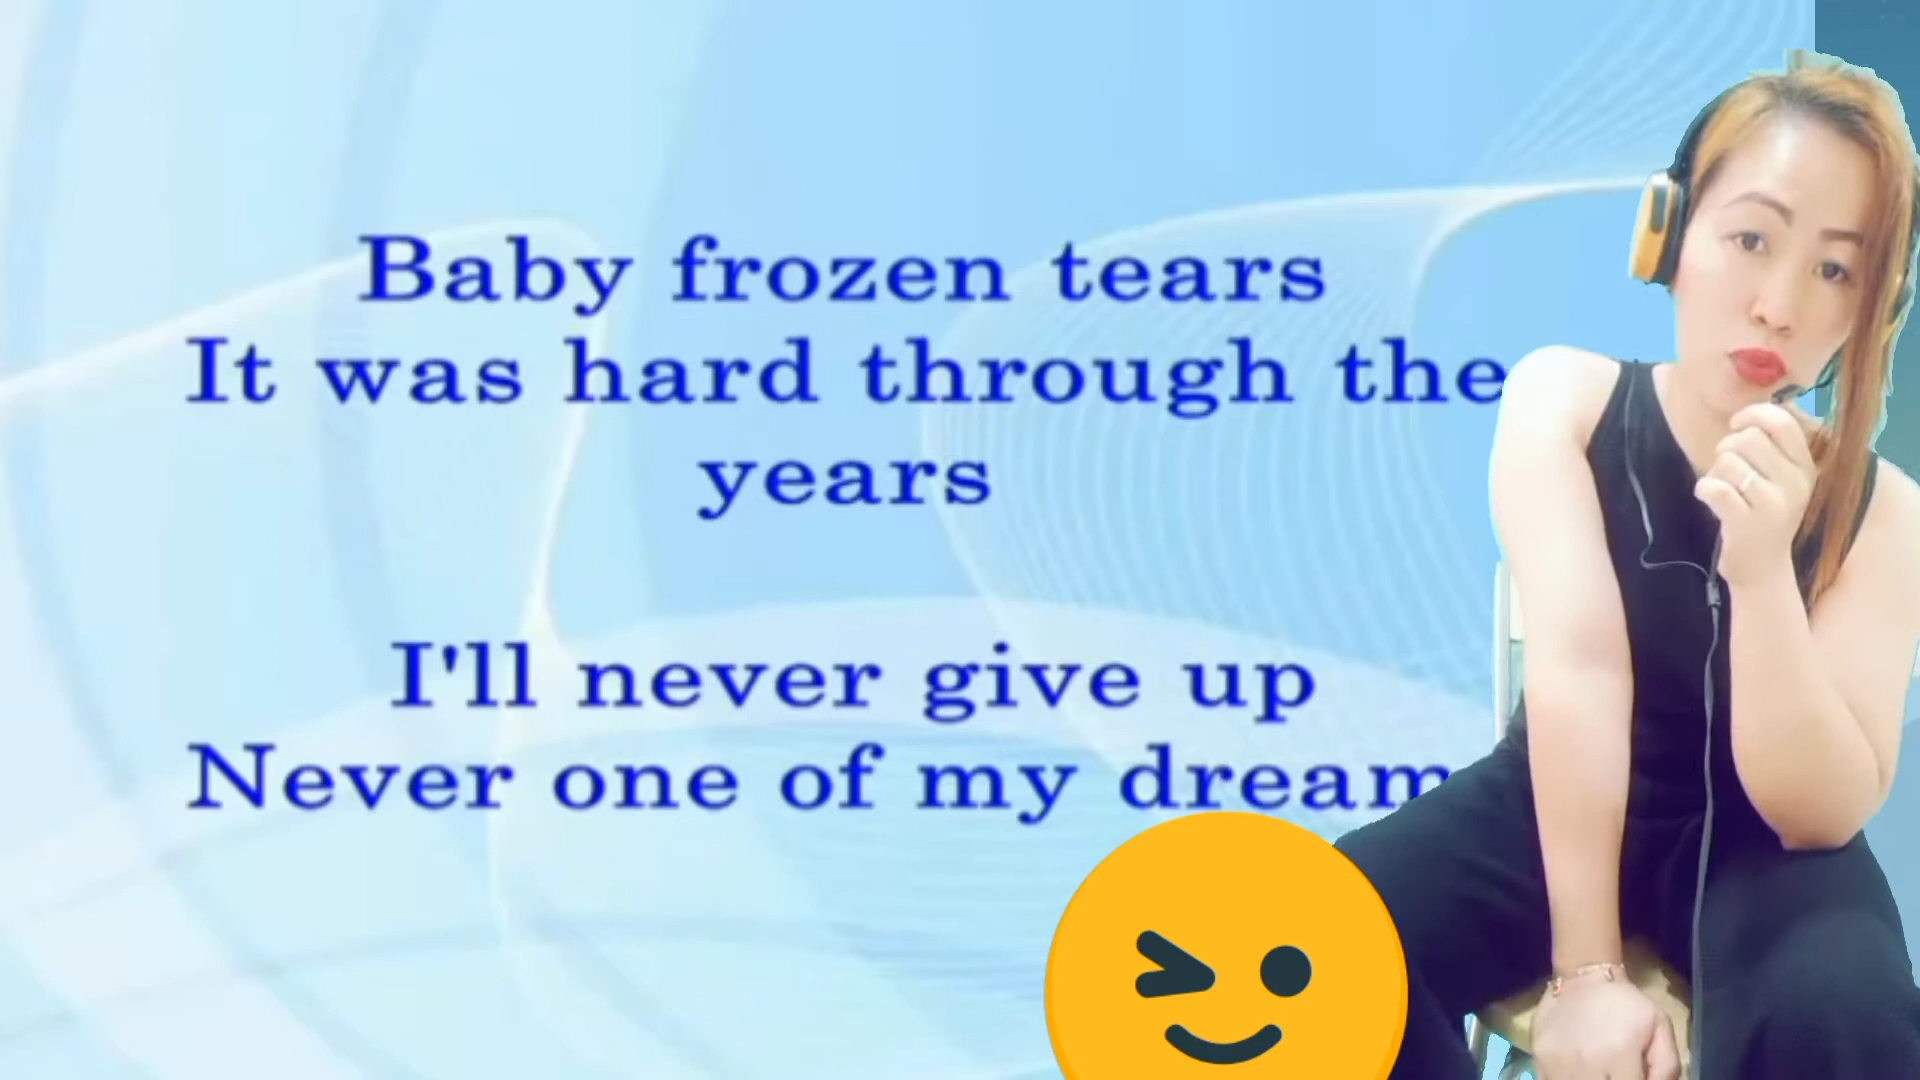 Baby frozen tears
It was hard through the
years
I'll never give up
Never one of my dream